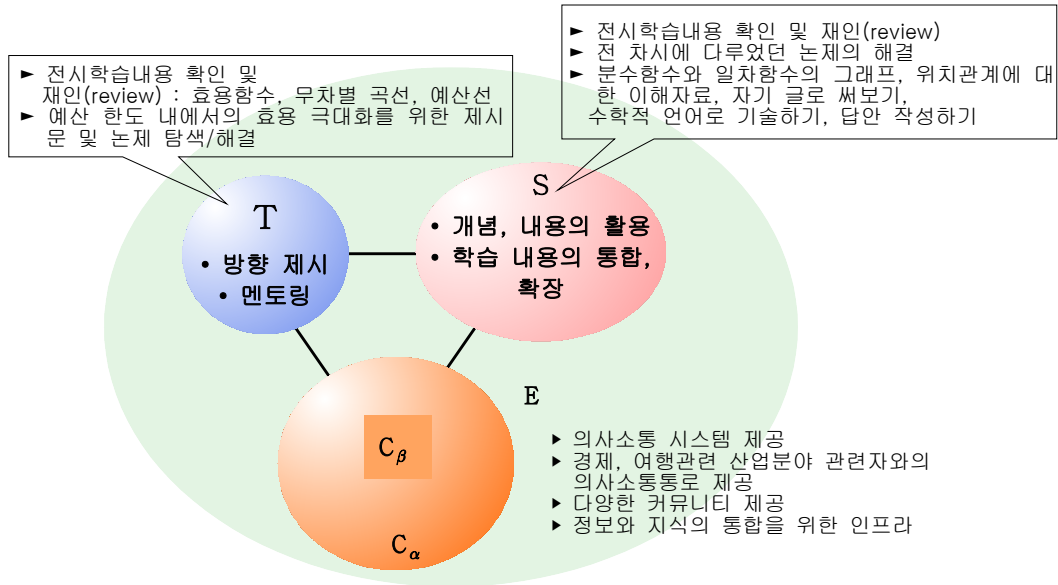 ► 전시학습내용 확인 및 재인(review)
► 전 차시에 다루었던 논제의 해결
► 분수함수와 일차함수의 그래프, 위치관계에 대
한 이해자료, 자기 글로 써보기,
수학적 언어로 기술하기, 답안 작성하기
► 전시학습내용 확인 및
재인(review) : 효용함수, 무차별 곡선, 예산선
► 예산 한도 내에서의 효용 극대화를 위한 제시
문 및 논제 탐색/해결
T
• 방향 제시
• 멘토링
S
• 개념, 내용의 활용
• 학습 내용의 통합,
확장
E
▶ 의사소통 시스템 제공
▶ 경제, 여행관련 산업분야 관련자와의
의사소통통로 제공
▶ 다양한 커뮤니티 제공
▶ 정보와 지식의 통합을 위한 인프라
Cβ
Cα